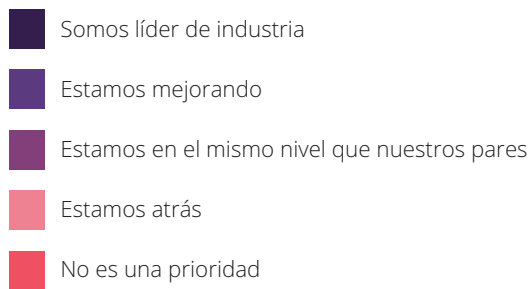 Somos líder de industria
Estamos mejorando
Estamos en el mismo nivel que nuestros pares
Estamos atrás
No es una prioridad